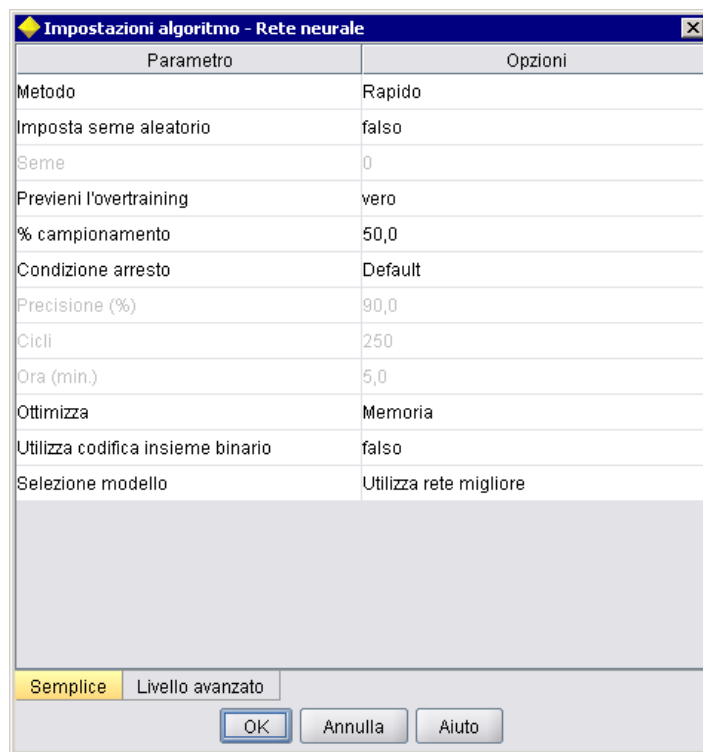 Impostazioni algoritmo - Rete neurale
Parametro Opzioni
Metodo Rapido
Imposta seme aleatorio falso
Seme 0
Previeni l'overtraining vero
% campionamento 50,0
Condizione arresto Default
Precisione (%) 90,0
Cicli 250
Ora (min.) 5,0
Ottimizza Memoria
Utilizza codifica insieme binario falso
Selezione modello Utilizza rete migliore
Semplice Livello avanzato
OK Annulla Aiuto